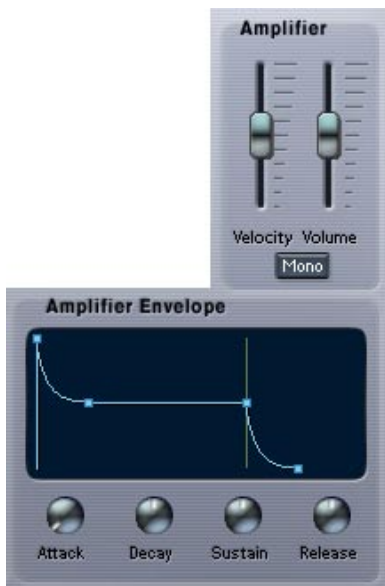 Amplifier
Velocity Volume
Mono
Amplifier Envelope
Attack Decay Sustain Release